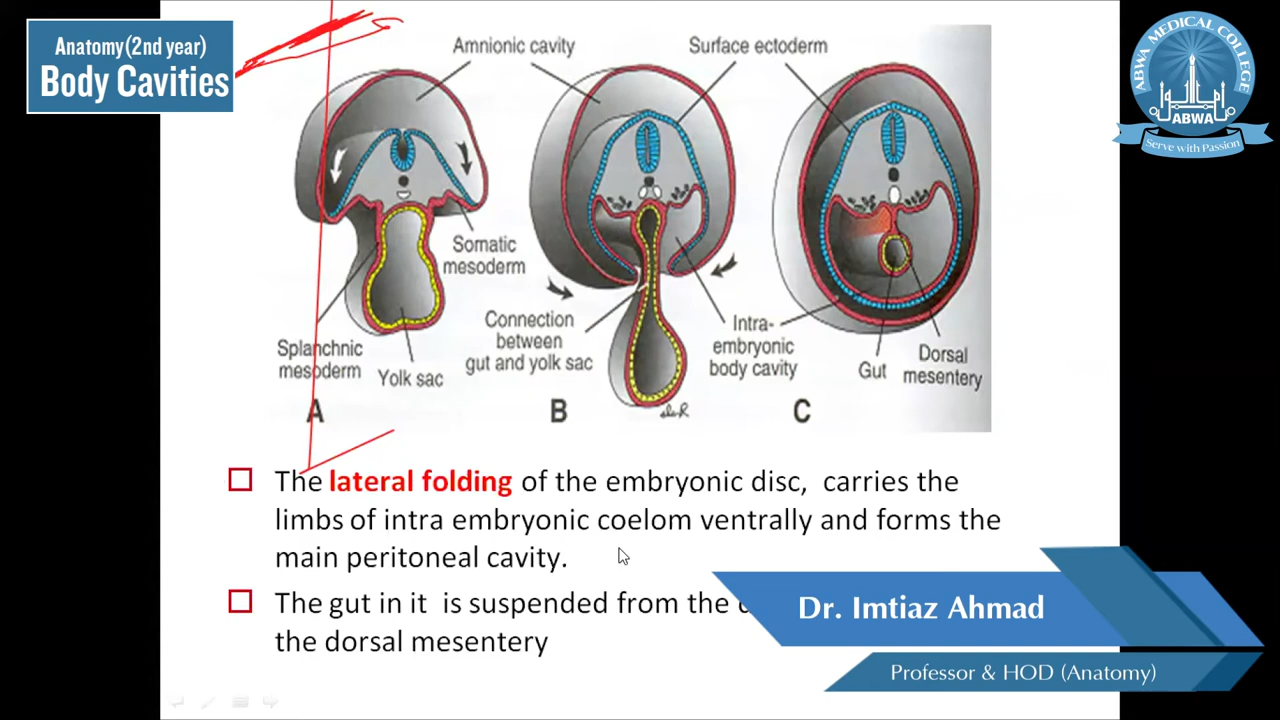 Anatomy (2nd year)
Body Cavities
ABWA MEDICAL COLLEGE
ABWA
Serve with Passion
Amnionic cavity
Surface ectoderm
Somatic
mesoderm
Splanchnic
mesoderm
Yolk sac
Connection
between
gut and yolk sac
Intra-
embryonic
body cavity
Gut
Dorsal
mesentery
A
B
C
The lateral folding of the embryonic disc, carries the
limbs of intra embryonic coelom ventrally and forms the
main peritoneal cavity.
The gut in it is suspended from the
the dorsal mesentery
Dr. Imtiaz Ahmad
Professor & HOD (Anatomy)